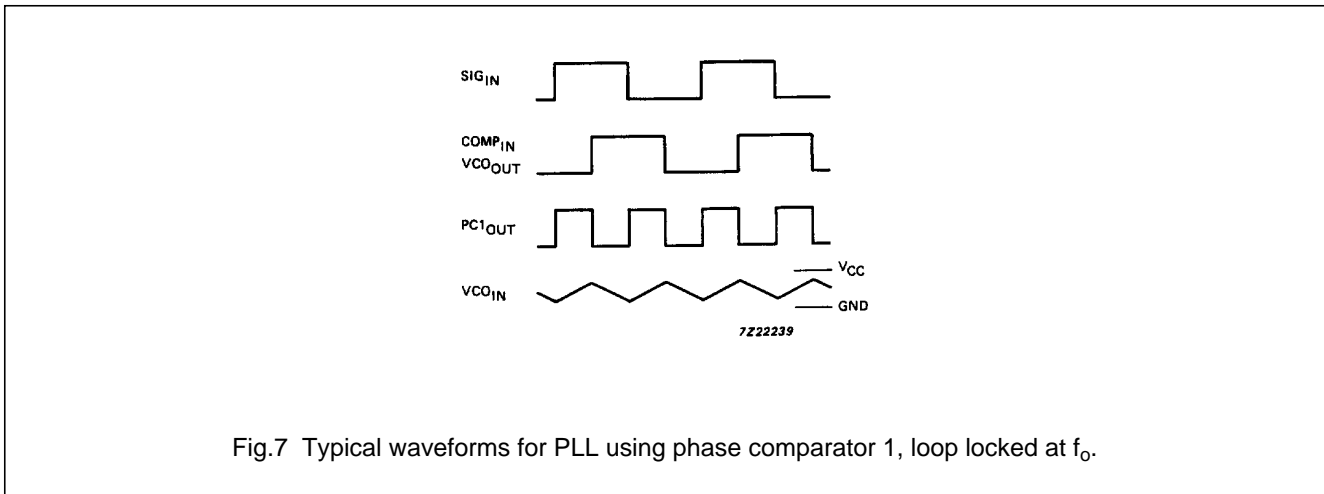 SIGIN
COMPIN
VCOOUT
PC1OUT
VCC
VCOIN
GND
7Z22239
Fig.7 Typical waveforms for PLL using phase comparator 1, loop locked at fo.